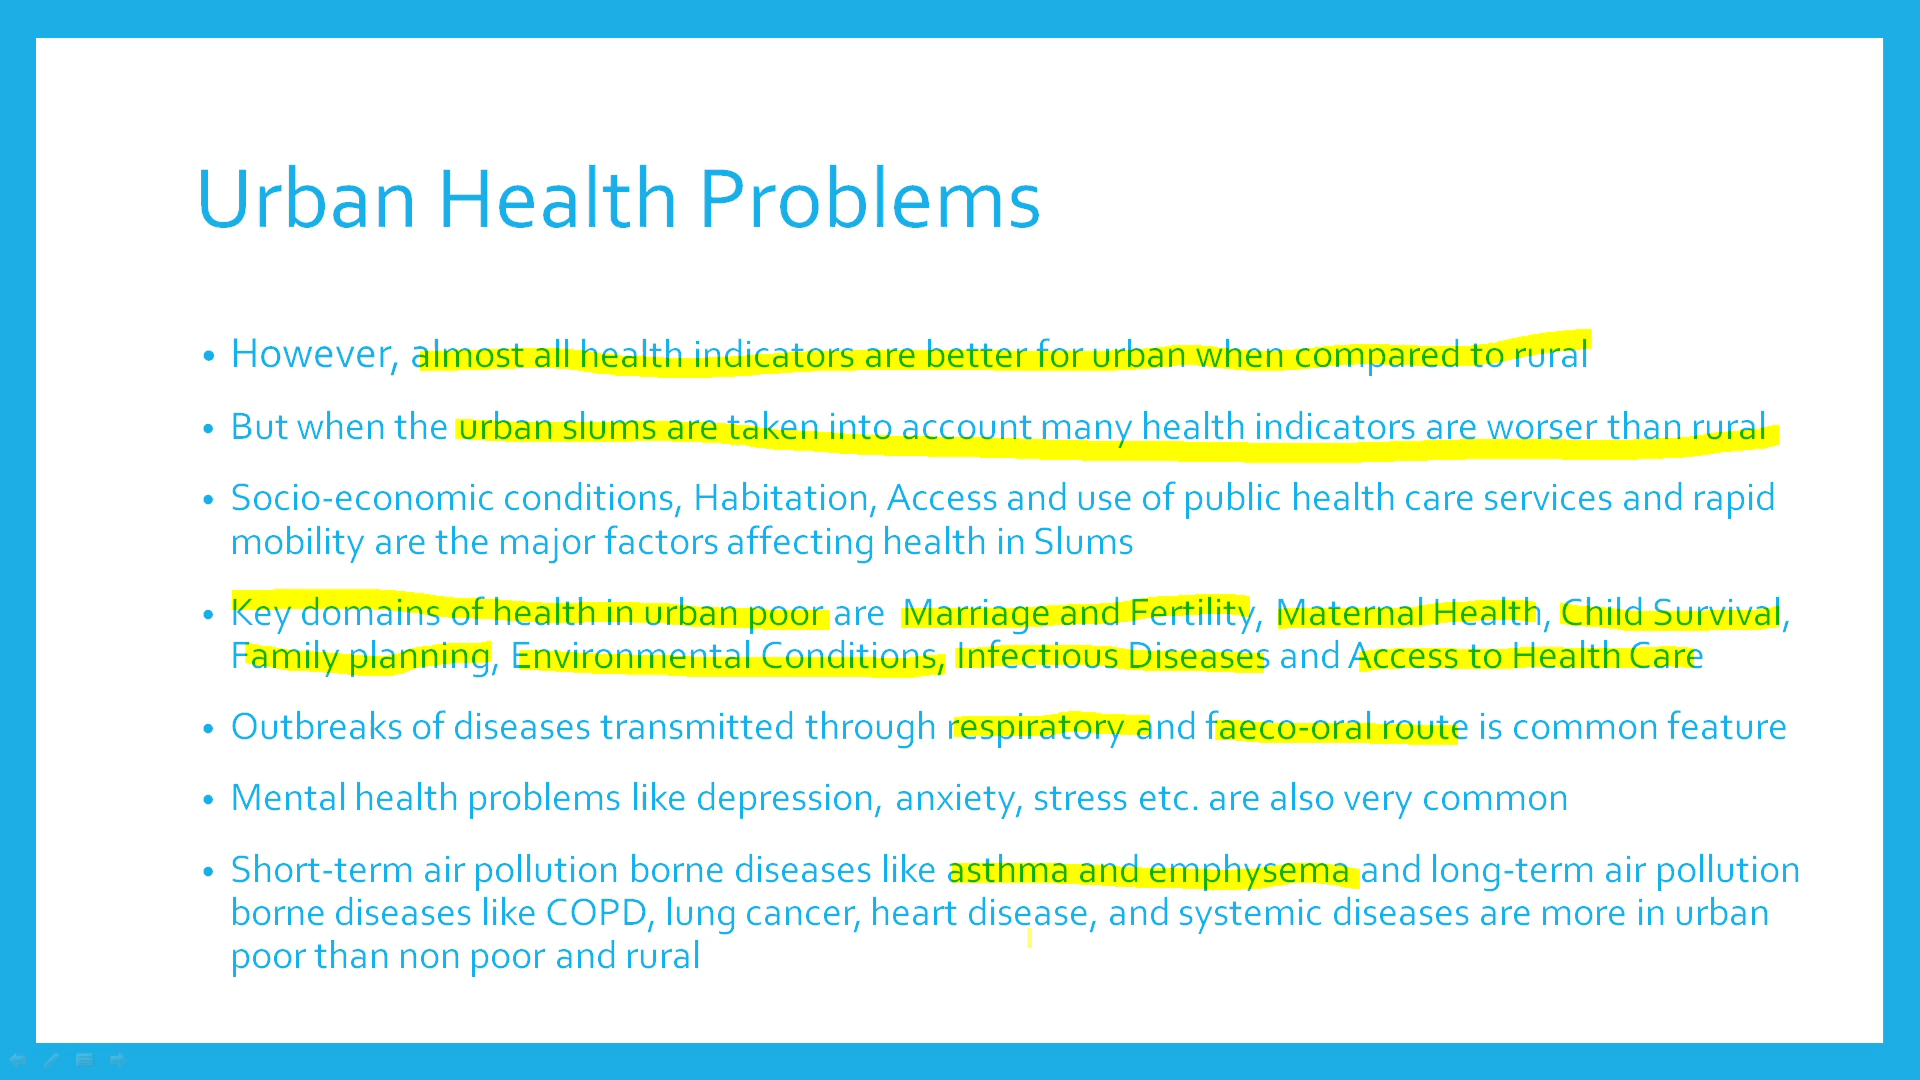 Urban Health Problems
• However, almost all health indicators are better for urban when compared to rural
• But when the urban slums are taken into account many health indicators are worser than rural
• Socio-economic conditions, Habitation, Access and use of public health care services and rapid
mobility are the major factors affecting health in Slums
• Key domains of health in urban poor are Marriage and Fertility, Maternal Health, Child Survival,
Family planning, Environmental Conditions, Infectious Diseases and Access to Health Care
• Outbreaks of diseases transmitted through respiratory and faeco-oral route is common feature
• Mental health problems like depression, anxiety, stress etc. are also very common
• Short-term air pollution borne diseases like asthma and emphysema and long-term air pollution
borne diseases like COPD, lung cancer, heart disease, and systemic diseases are more in urban
poor than non poor and rural